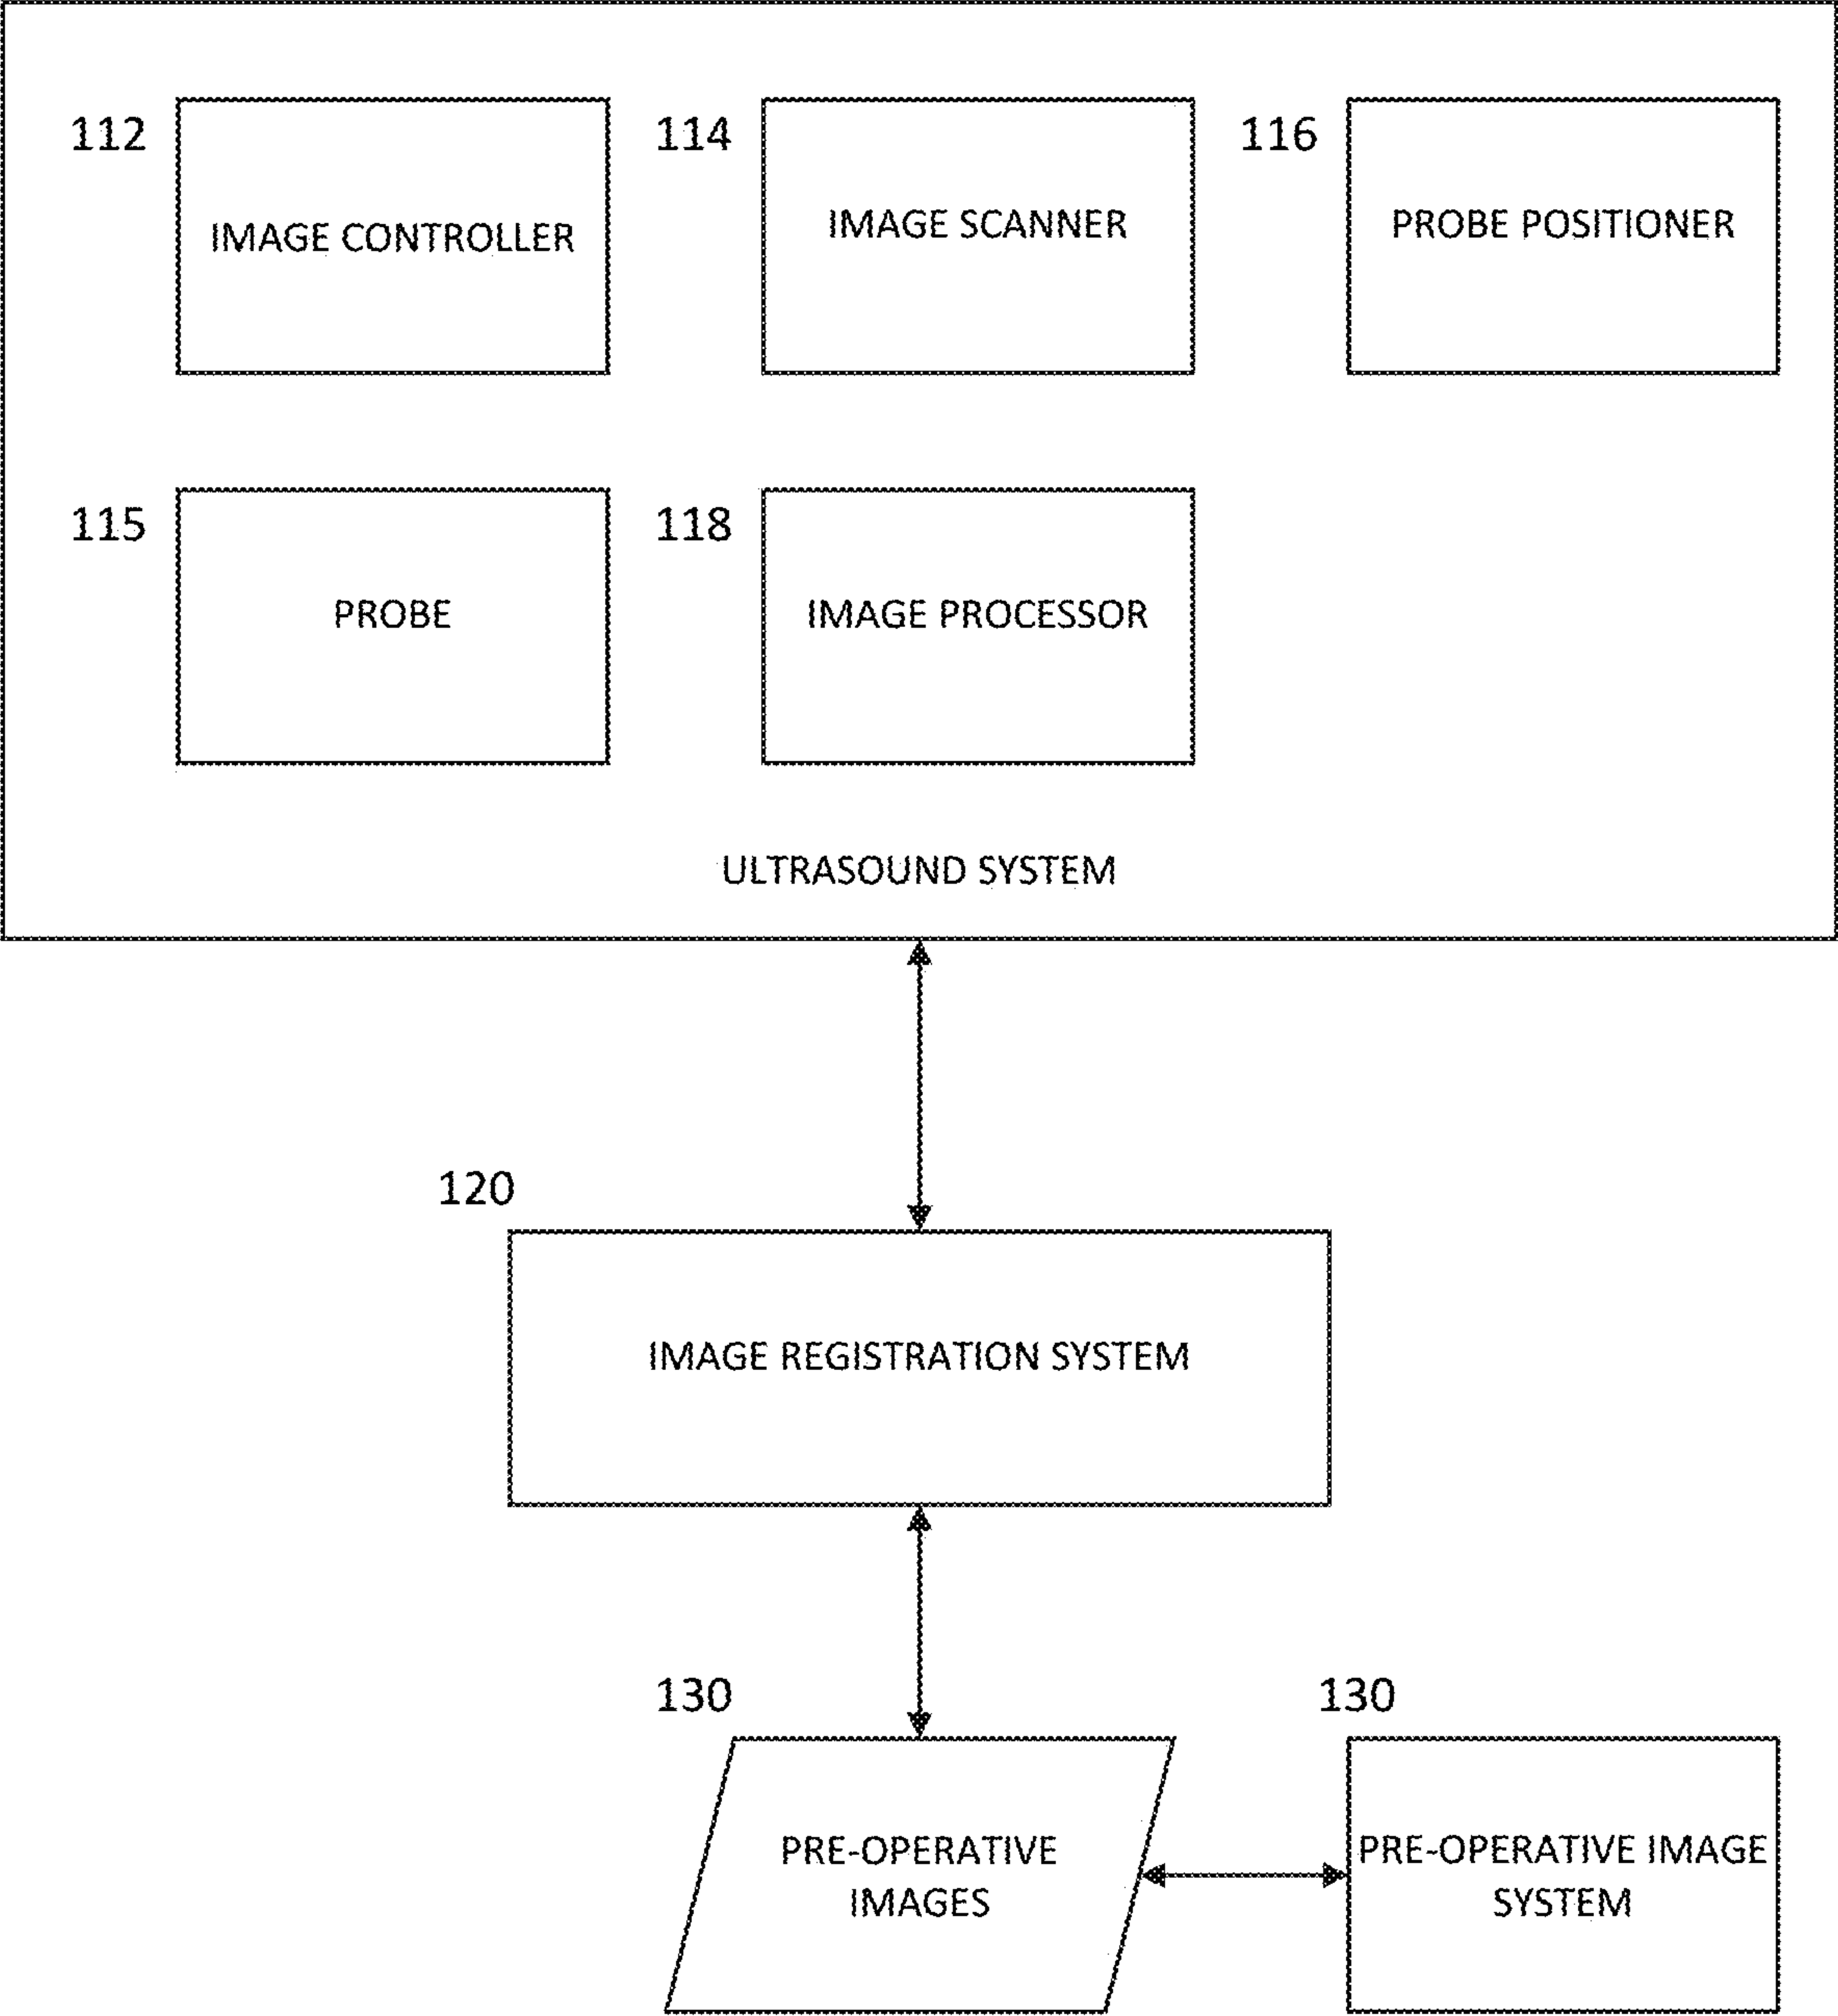 112
IMAGE CONTROLLER
114
IMAGE SCANNER
116
PROBE POSITIONER
115
PROBE
118
IMAGE PROCESSOR
ULTRASOUND SYSTEM
120
IMAGE REGISTRATION SYSTEM
130
PRE-OPERATIVE
IMAGES
130
PRE-OPERATIVE IMAGE
SYSTEM